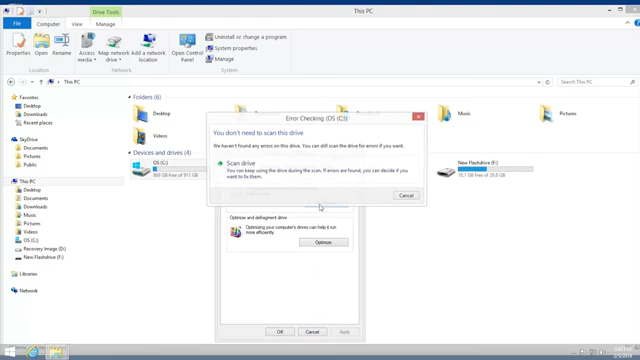 Drive Tools
This PC
File
Computer
View
Manage
Properties
Open
Rename
Access media
Map network drive
Add a network location
Open Control Panel
Uninstall or change a program
System properties
Manage
Location
Network
System
This PC
Search This PC
Favorites
Desktop
Downloads
Recent places
SkyDrive
Documents
Pictures
Public
This PC
Desktop
Documents
Downloads
Music
Pictures
Videos
OS (C:)
Recovery Image (D:)
New Flashdrive (F:)
Libraries
Network
Folders (6)
Desktop
Music
Pictures
Videos
Devices and drives (4)
OS (C:)
New Flashdrive (F:)
Error Checking (OS (C:))
You don't need to scan this drive
We haven't found any errors on this drive. You can still scan the drive for errors if you want.
Scan drive
You can keep using the drive during the scan. If errors are found, you can decide if you
want to fix them.
Cancel
Optimize and defragment drive
Optimizing your computer's drives can help it run
more efficiently.
Optimize
OK
Cancel
Apply